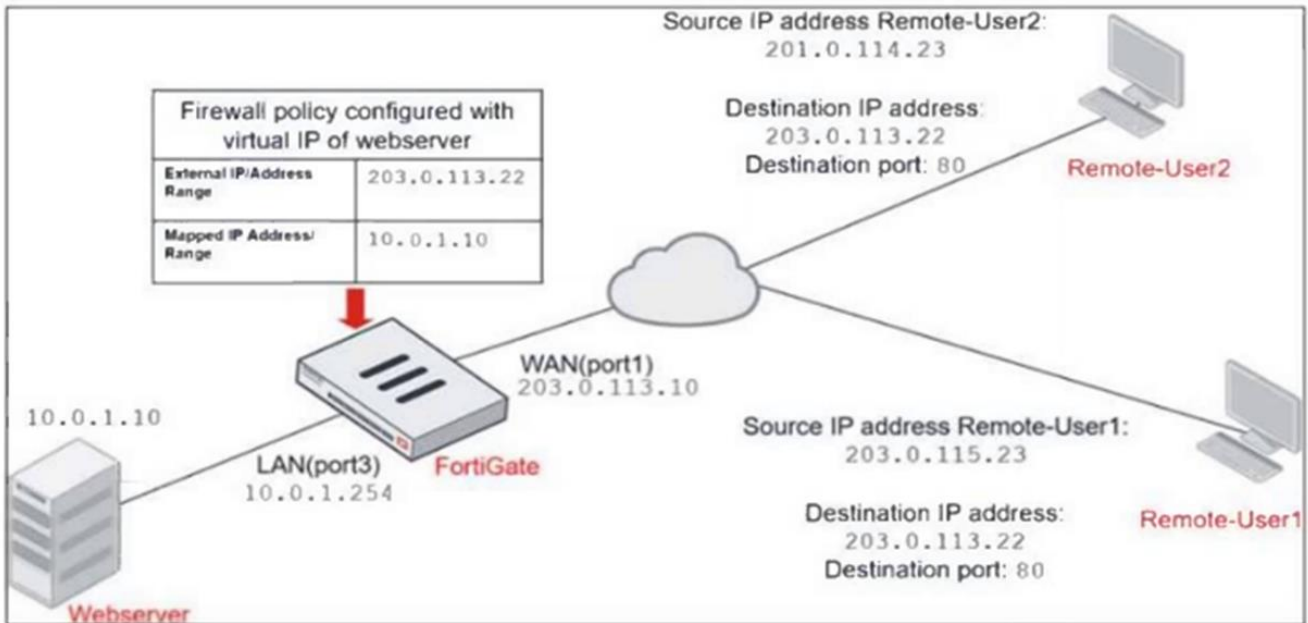 Source IP address Remote-User2:
201.0.114.23
Firewall policy configured with
virtual IP of webserver
External IP/Address
Range
203.0.113.22
Mapped IP Address/
Range
10.0.1.10
Destination IP address:
203.0.113.22
Destination port: 80
Remote-User2
WAN(port1)
203.0.113.10
10.0.1.10
LAN(port3)
10.0.1.254
FortiGate
Source IP address Remote-User1:
203.0.115.23
Destination IP address:
203.0.113.22
Destination port: 80
Remote-User1
Webserver